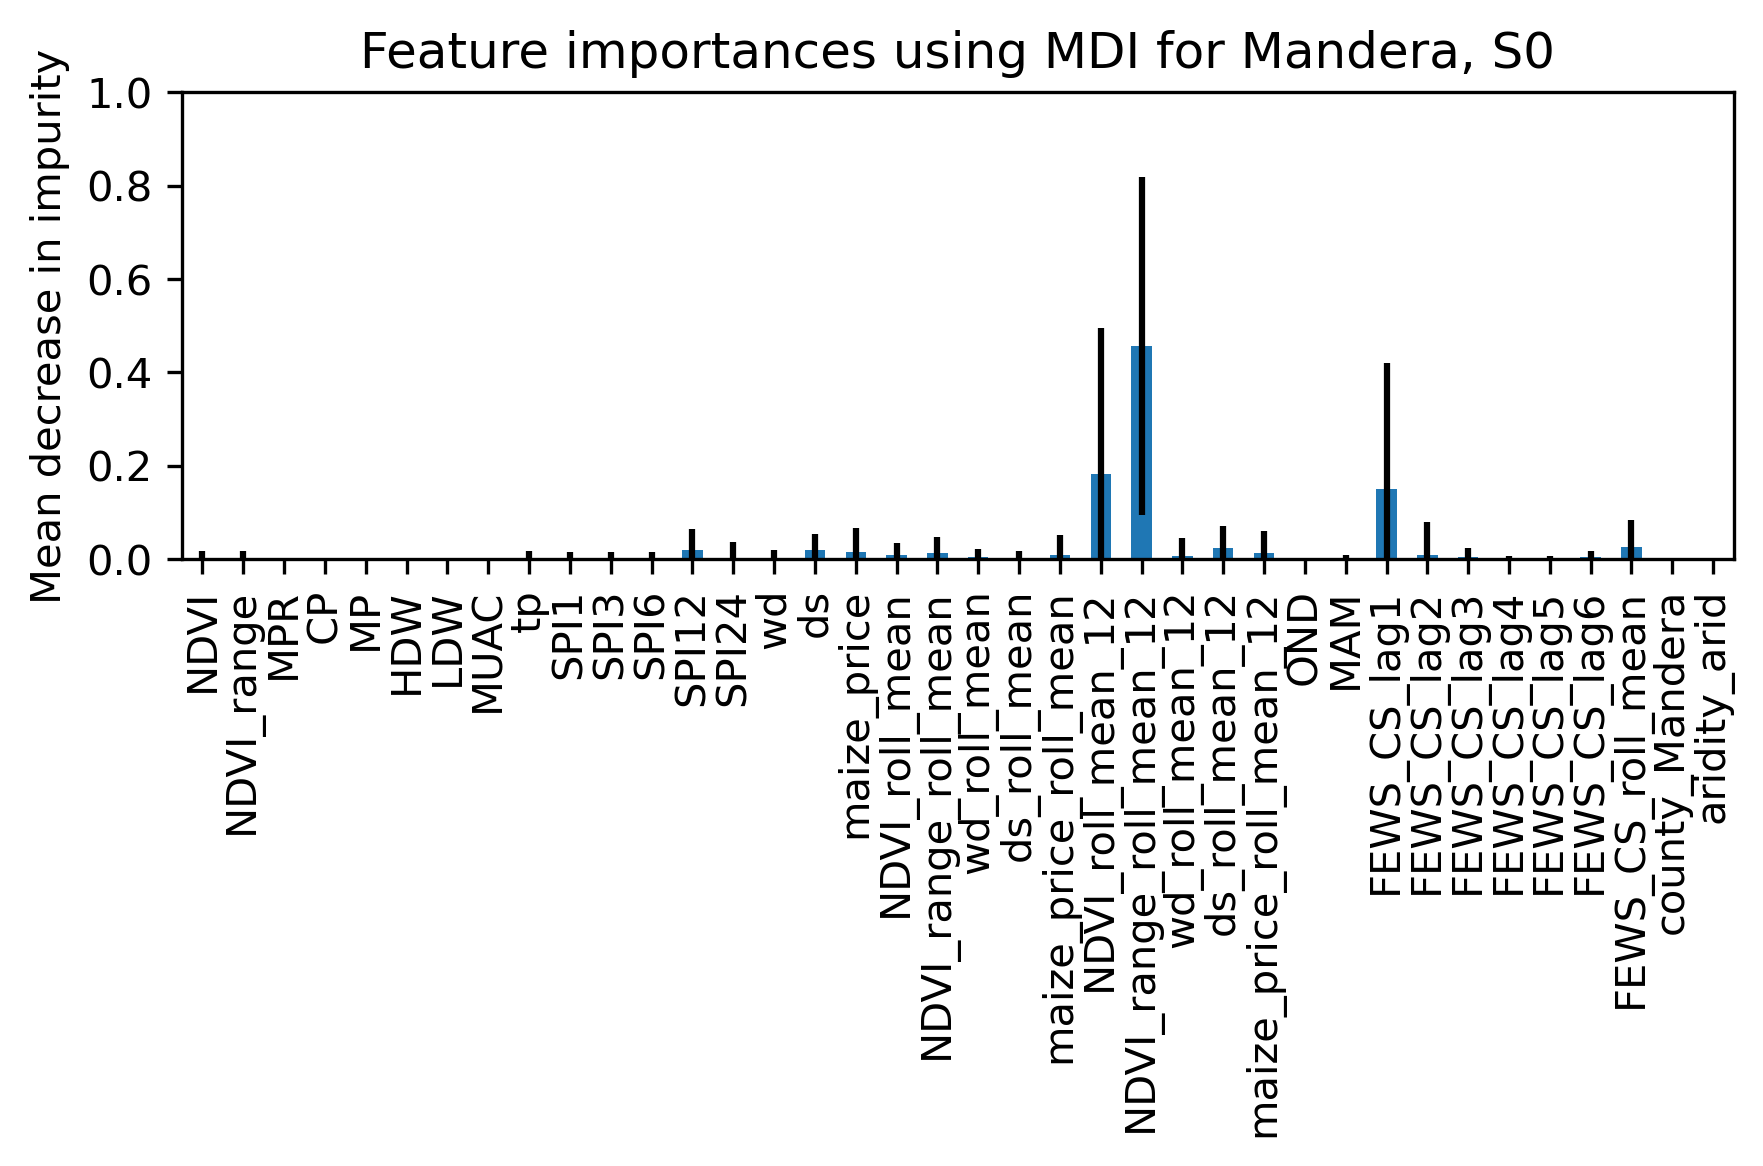 Feature importances using MDI for Mandera, S0
Mean decrease in impurity
1.0
0.8
0.6
0.4
0.2
0.0
NDVI
NDVI_range
MPR
CP
MP
HDW
LDW
MUAC
tp
SPI1
SPI3
SPI6
SPI12
SPI24
wd
ds
maize_price
NDVI_roll_mean
NDVI_range_roll_mean
wd_roll_mean
ds_roll_mean
maize_price_roll_mean
NDVI_roll_mean_12
NDVI_range_roll_mean_12
wd_roll_mean_12
ds_roll_mean_12
maize_price_roll_mean_12
OND
MAM
FEWS_CS_lag1
FEWS_CS_lag2
FEWS_CS_lag3
FEWS_CS_lag4
FEWS_CS_lag5
FEWS_CS_lag6
FEWS_CS_roll_mean
county_Mandera
aridity_arid